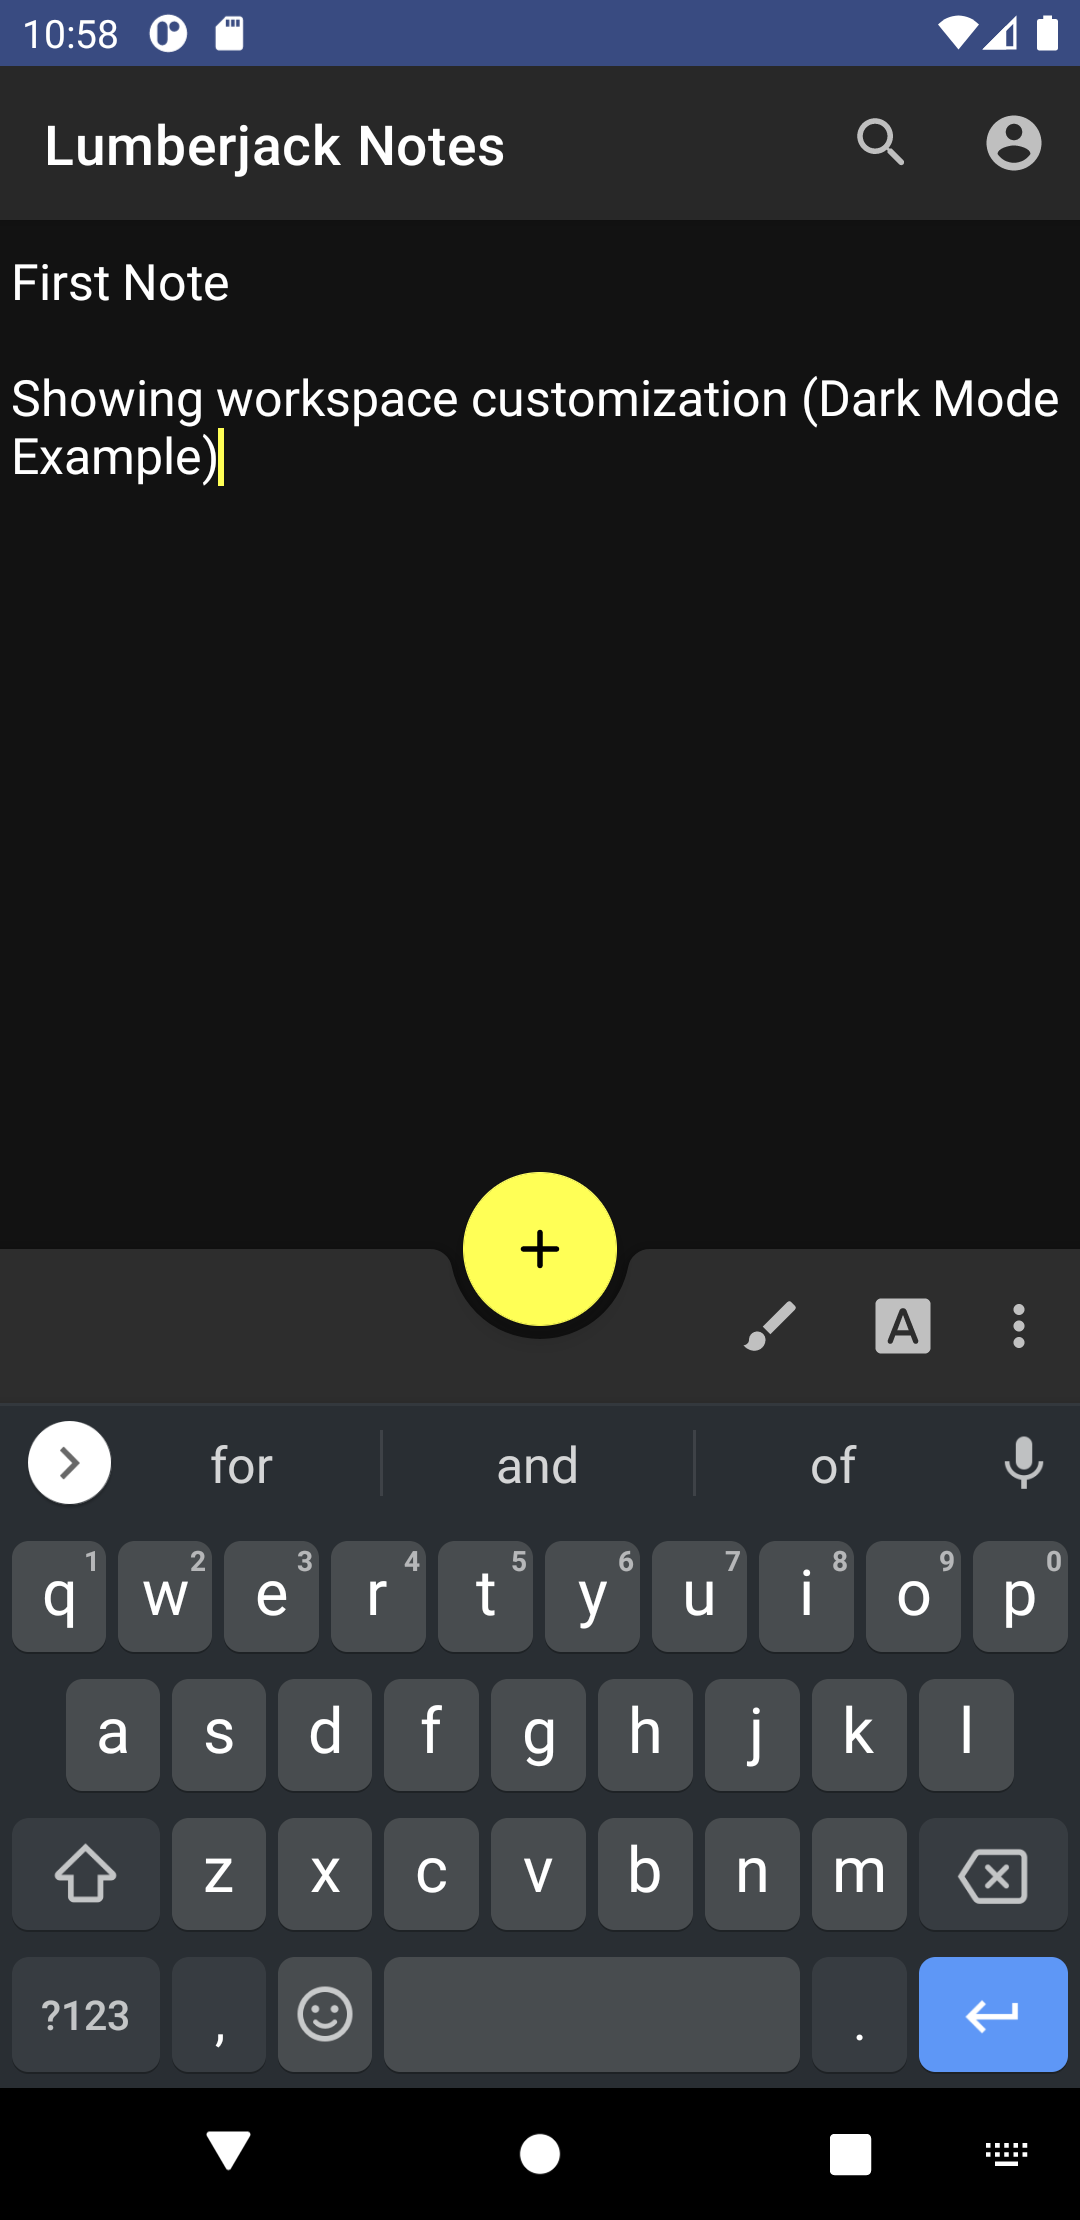 10:58
Lumberjack Notes
First Note
Showing workspace customization (Dark Mode
Example)
A
for and of
1 2 3 4 5 6 7 8 9 0
q w e r t y u i o p
a s d f g h j k l
z x c v b n m
?123 , .